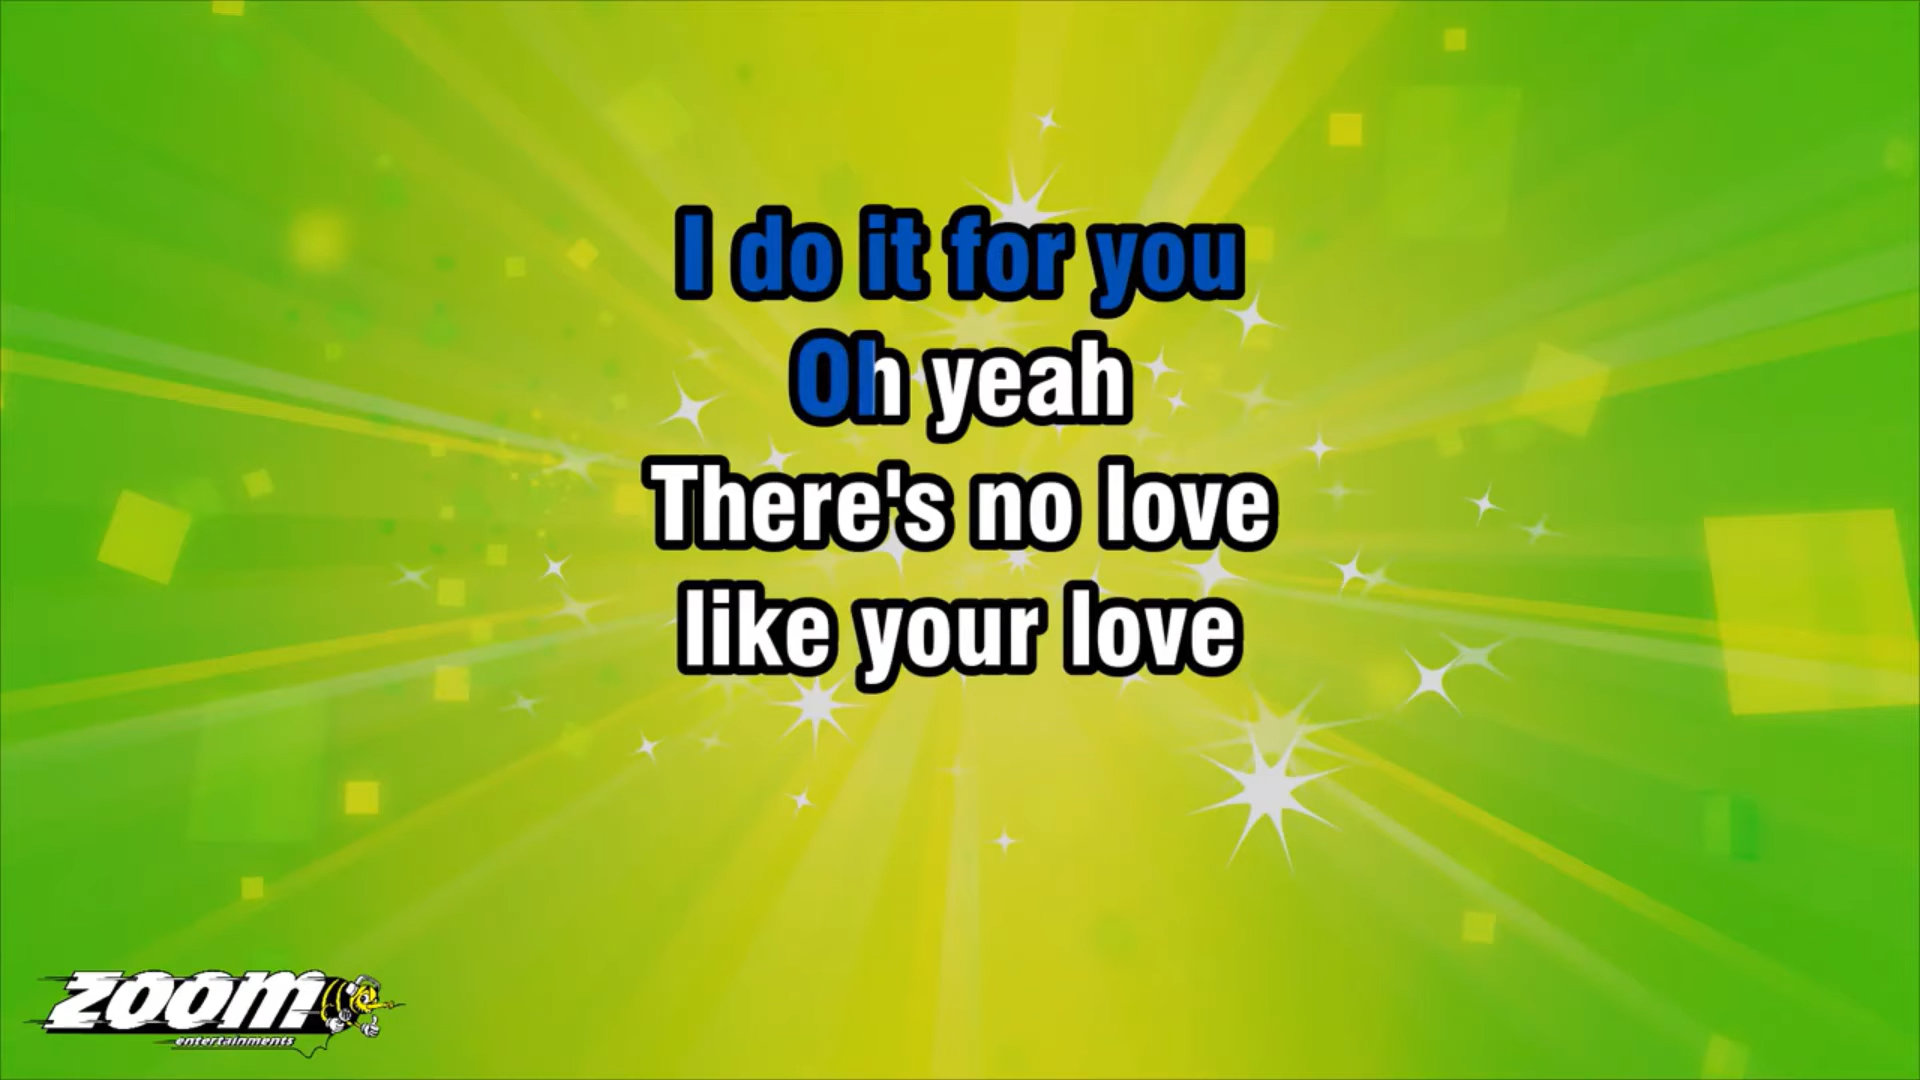 I do it for you
Oh yeah
There's no love
like your love
zoom
entertainments